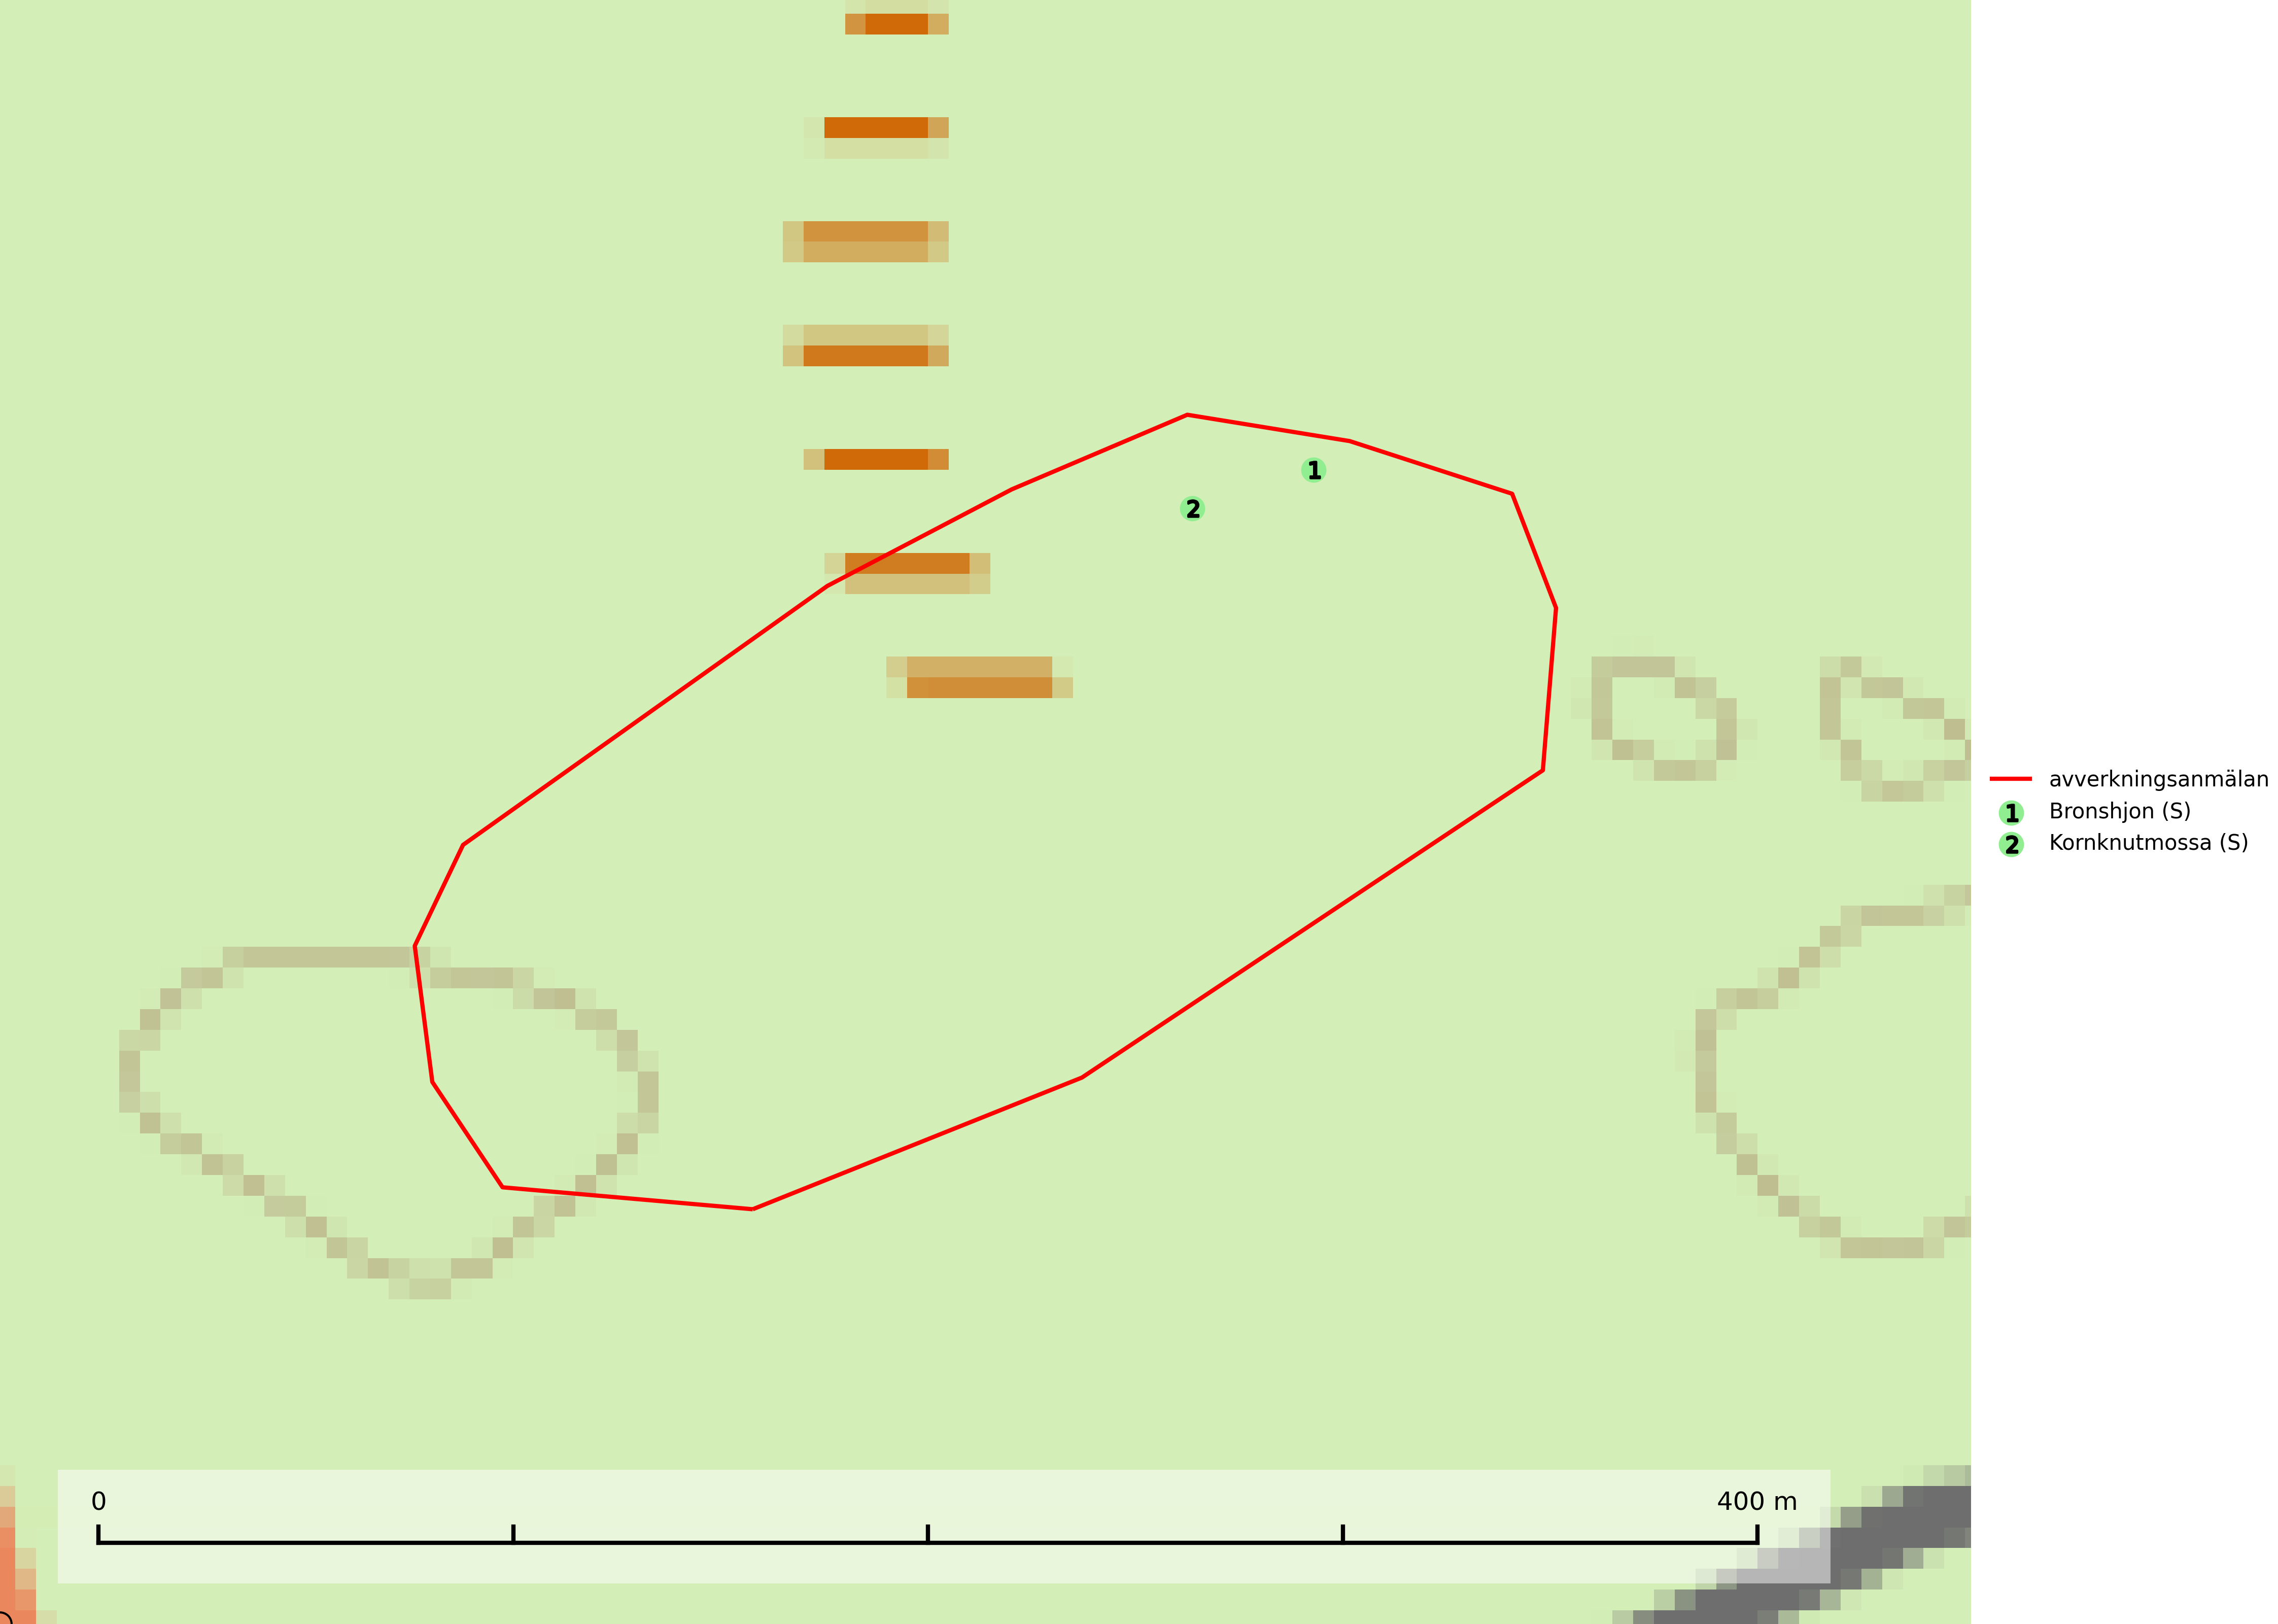 1
2
avverkningsanmälan
1 Bronshjon (S)
2 Kornknutmossa (S)
0 400 m